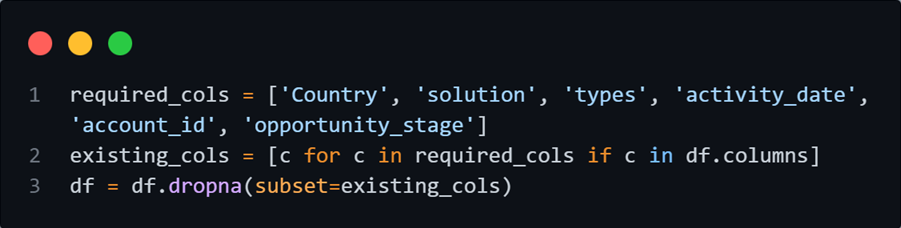 1 required_cols = ['Country', 'solution', 'types', 'activity_date',
'account_id', 'opportunity_stage']
2 existing_cols = [c for c in required_cols if c in df.columns]
3 df = df.dropna(subset=existing_cols)